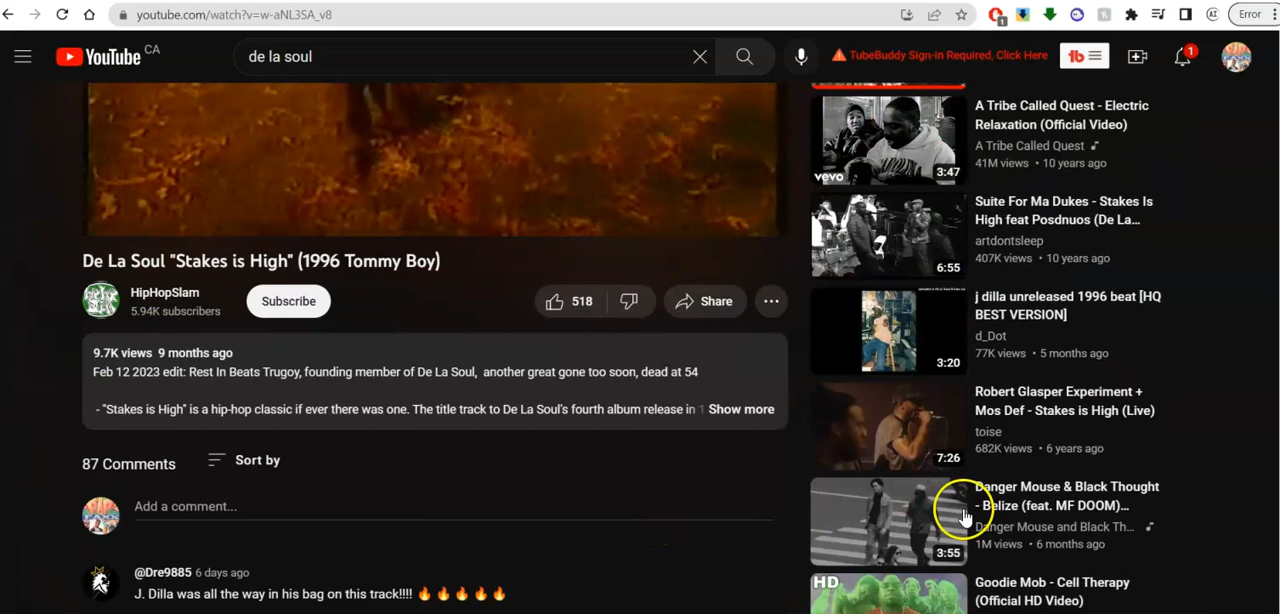 youtube.com/watch?v=w-aNL3SA_v8
1
AI
Error
YouTube CA
de la soul
TubeBuddy Sign-In Required, Click Here
tb
1
De La Soul "Stakes is High" (1996 Tommy Boy)
HipHopSlam
5.94K subscribers
Subscribe
518
Share
9.7K views 9 months ago
Feb 12 2023 edit: Rest In Beats Trugoy, founding member of De La Soul, another great gone too soon, dead at 54
- "Stakes is High" is a hip-hop classic if ever there was one. The title track to De La Soul's fourth album release in 1 Show more
87 Comments
Sort by
Add a comment...
@Dre9885 6 days ago
J. Dilla was all the way in his bag on this track!!!! 🔥🔥🔥🔥🔥
vevo
3:47
A Tribe Called Quest - Electric
Relaxation (Official Video)
A Tribe Called Quest
41M views • 10 years ago
6:55
Suite For Ma Dukes - Stakes Is
High feat Posdnuos (De La...
artdontsleep
407K views • 10 years ago
3:20
j dilla unreleased 1996 beat [HQ
BEST VERSION]
d_Dot
77K views • 5 months ago
7:26
Robert Glasper Experiment +
Mos Def - Stakes is High (Live)
toise
682K views • 6 years ago
3:55
Danger Mouse & Black Thought
- Belize (feat. MF DOOM)...
Danger Mouse and Black Th...
1M views • 6 months ago
HD
Goodie Mob - Cell Therapy
(Official HD Video)